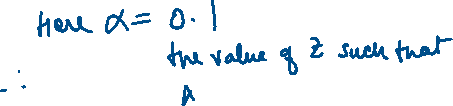 Here α = 0.1
the value of z such that
∴
A